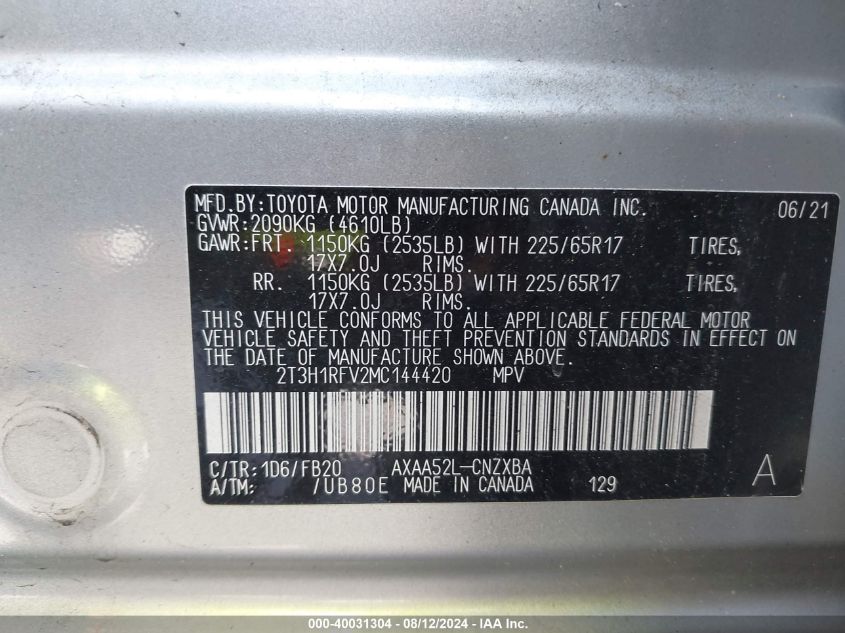 MFD.BY:TOYOTA MOTOR MANUFACTURING CANADA INC. 06/21
GVWR:2090KG (4610LB)
GAWR:FRT. 1150KG (2535LB) WITH 225/65R17 TIRES,
17X7.0J RIMS.
RR. 1150KG (2535LB) WITH 225/65R17 TIRES,
17X7.0J RIMS.
THIS VEHICLE CONFORMS TO ALL APPLICABLE FEDERAL MOTOR
VEHICLE SAFETY AND THEFT PREVENTION STANDARDS IN EFFECT ON
THE DATE OF MANUFACTURE SHOWN ABOVE.
2T3H1RFV2MC144420 MPV
C/TR:1D6/FB20 AXAA52L-CNZXBA A
A/TM: /UB80E MADE IN CANADA 129
000-40031304 - 08/12/2024 - IAA Inc.